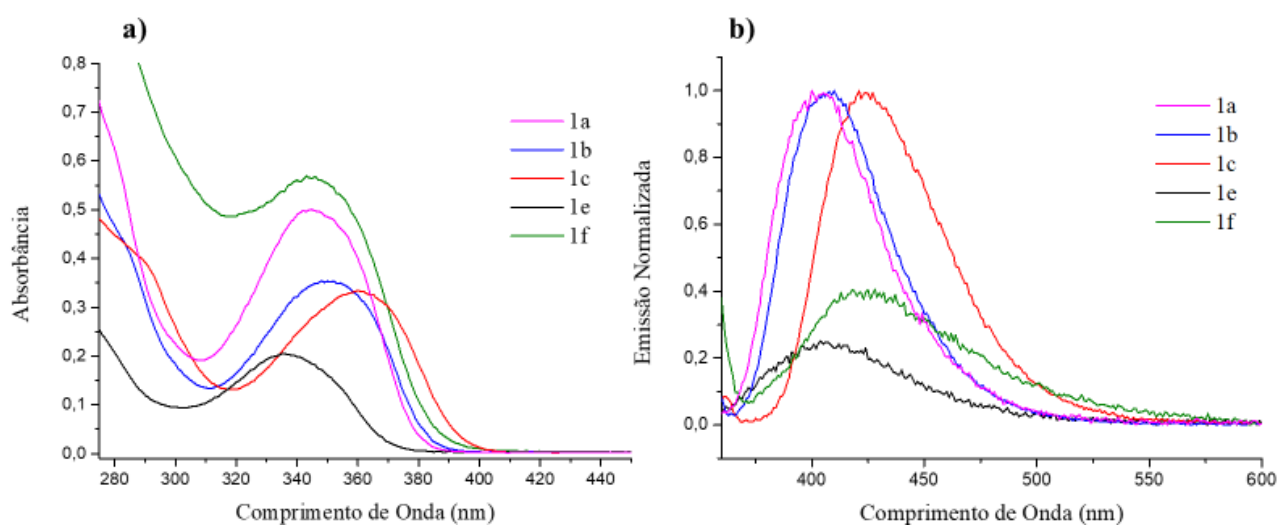 a)
0,8
0,7
0,6
0,5
0,4
0,3
0,2
0,1
0,0
Absorbância
280 300 320 340 360 380 400 420 440
Comprimento de Onda (nm)
1a
1b
1c
1e
1f
b)
1,0
0,8
0,6
0,4
0,2
0,0
Emissão Normalizada
400 450 500 550 600
Comprimento de Onda (nm)
1a
1b
1c
1e
1f